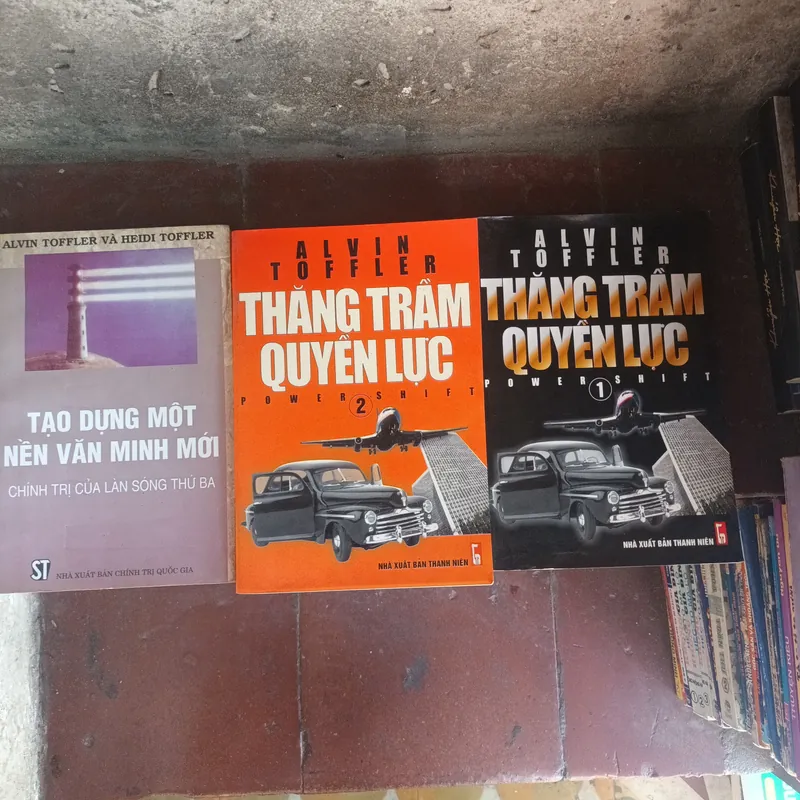 ALVIN TOFFLER VÀ HEIDI TOFFLER
TẠO DỰNG MỘT
NỀN VĂN MINH MỚI
CHÍNH TRỊ CỦA LÀN SÓNG THỨ BA
ST
NHÀ XUẤT BẢN CHÍNH TRỊ QUỐC GIA
ALVIN
TOFFLER
THĂNG TRẦM
QUYỀN LỰC
POWER SHIFT
2
NHÀ XUẤT BẢN THANH NIÊN
ALVIN
TOFFLER
THĂNG TRẦM
QUYỀN LỰC
POWER SHIFT
1
NHÀ XUẤT BẢN THANH NIÊN
TRUYỆN KIỀU